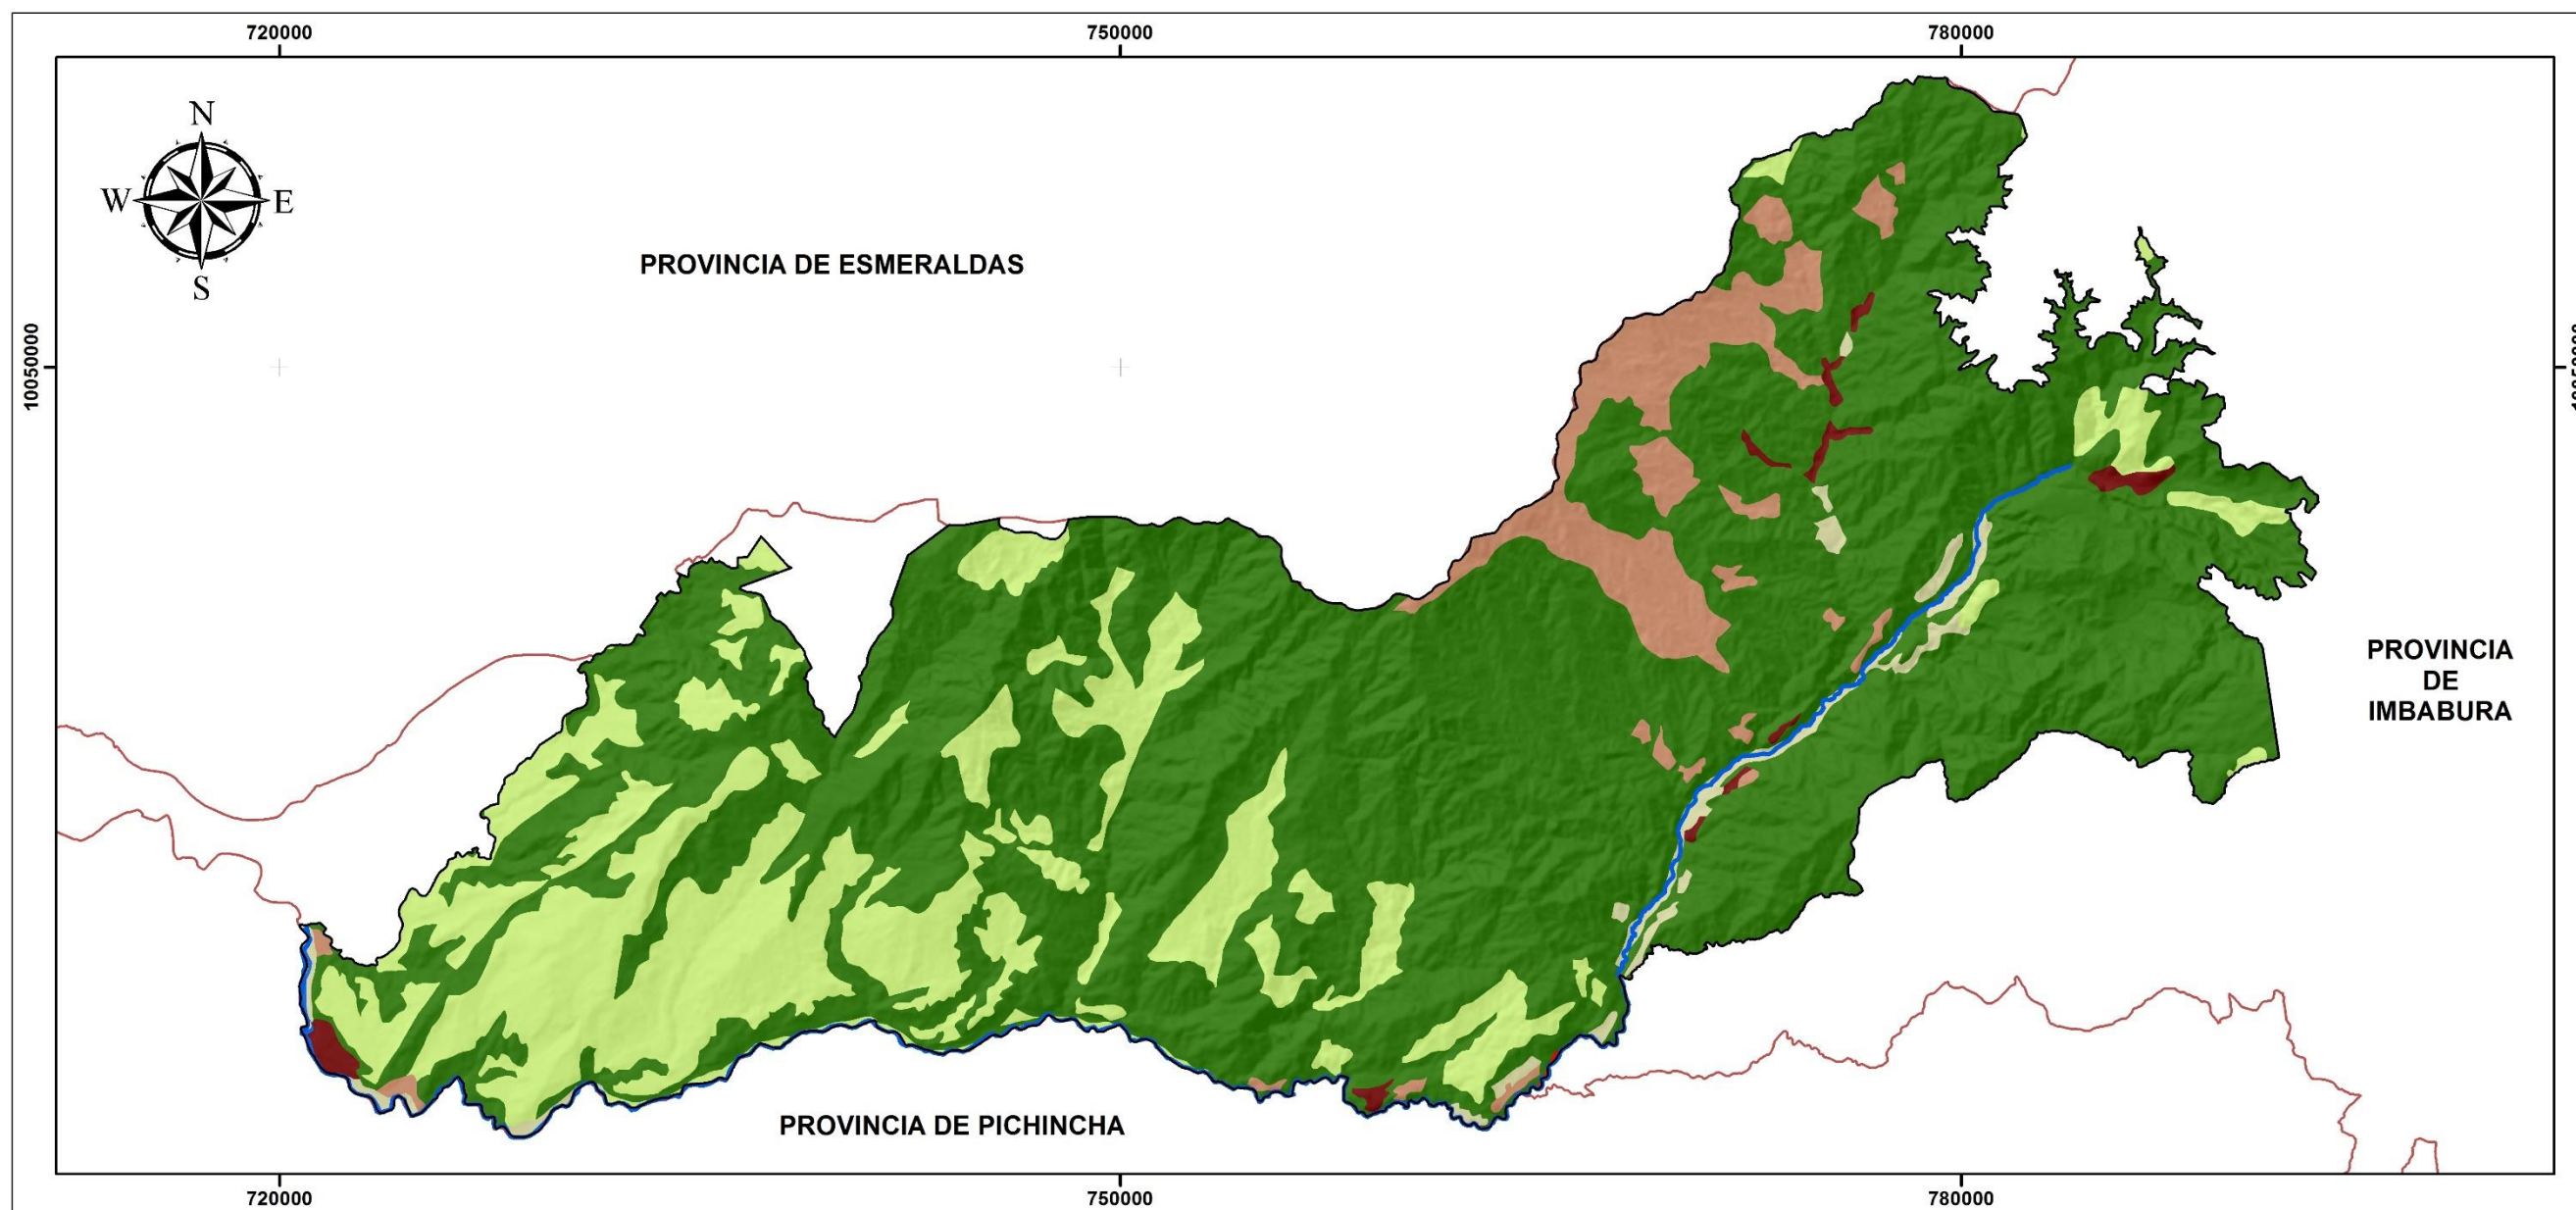 720000 750000 780000
N
W E
S
PROVINCIA DE ESMERALDAS
10050000
PROVINCIA
DE
IMBABURA
PROVINCIA DE PICHINCHA
720000 750000 780000